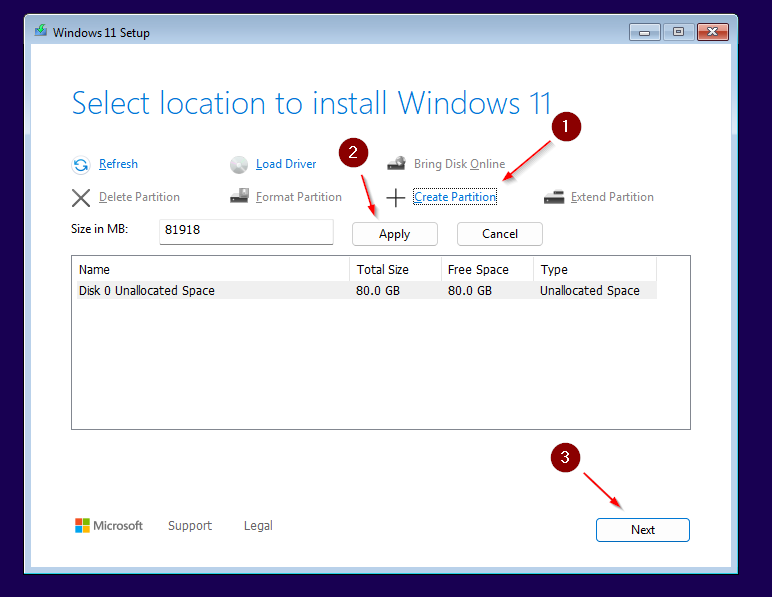 Windows 11 Setup
Select location to install Windows 11
1
2
Refresh Load Driver Bring Disk Online
Delete Partition Format Partition Create Partition Extend Partition
Size in MB: 81918 Apply Cancel
Name Total Size Free Space Type
Disk 0 Unallocated Space 80.0 GB 80.0 GB Unallocated Space
3
Microsoft Support Legal Next